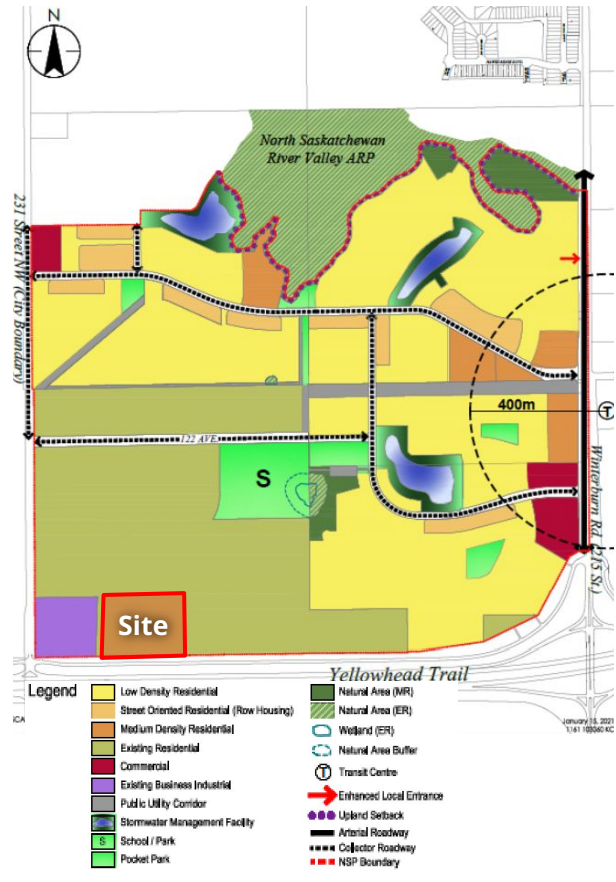 N
North Saskatchewan
River Valley ARP
231 Street NW (City Boundary)
400m
T
122 AVE
S
Winterburn Rd. (215 St.)
Site
Yellowhead Trail
Legend
Low Density Residential
Street Oriented Residential (Row Housing)
Medium Density Residential
Existing Residential
Commercial
Existing Business Industrial
Public Utility Corridor
Stormwater Management Facility
S School / Park
Pocket Park
Natural Area (MR)
Natural Area (ER)
Wetland (ER)
Natural Area Buffer
T Transit Centre
Enhanced Local Entrance
Upland Setback
Arterial Roadway
Collector Roadway
NSP Boundary
January 15, 2021